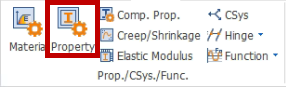 Material Property
Comp. Prop.
Creep/Shrinkage
Elastic Modulus
CSys
Hinge
Function
Prop./CSys./Func.